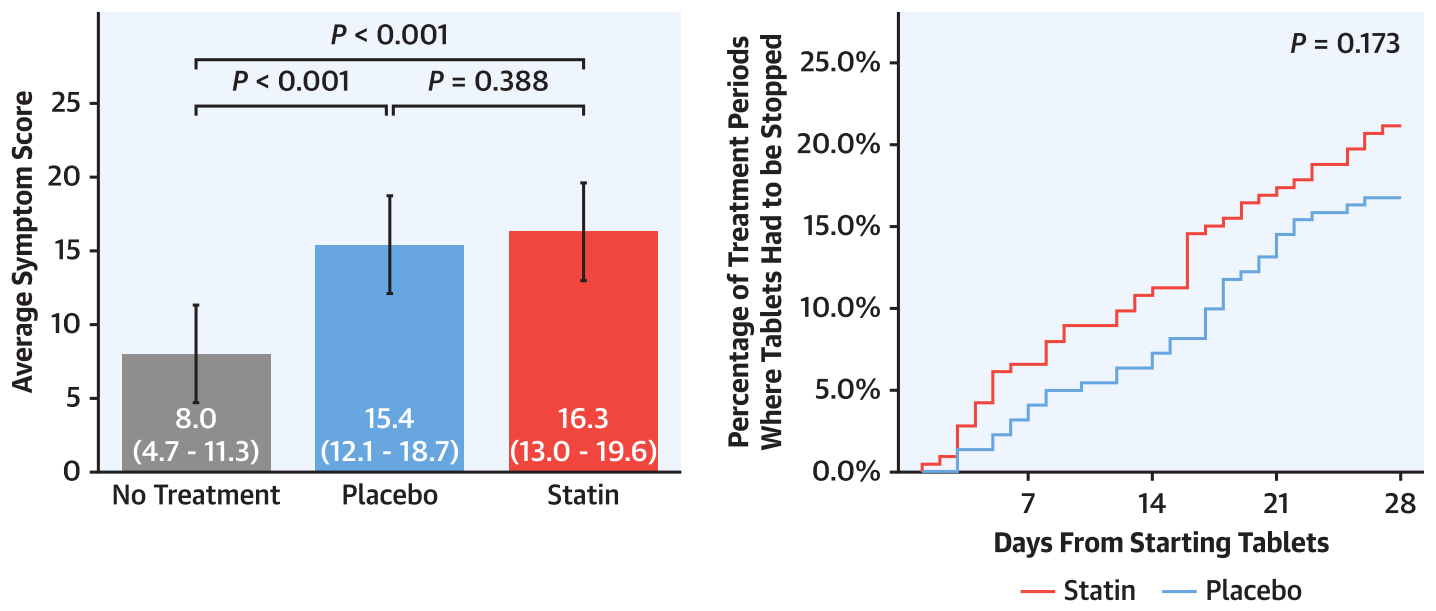 Average Symptom Score
25
20
15
10
5
0
P < 0.001
P < 0.001
P = 0.388
8.0
(4.7 - 11.3)
15.4
(12.1 - 18.7)
16.3
(13.0 - 19.6)
No Treatment
Placebo
Statin
Percentage of Treatment Periods
Where Tablets Had to be Stopped
25.0%
20.0%
15.0%
10.0%
5.0%
0.0%
P = 0.173
7
14
21
28
Days From Starting Tablets
Statin
Placebo